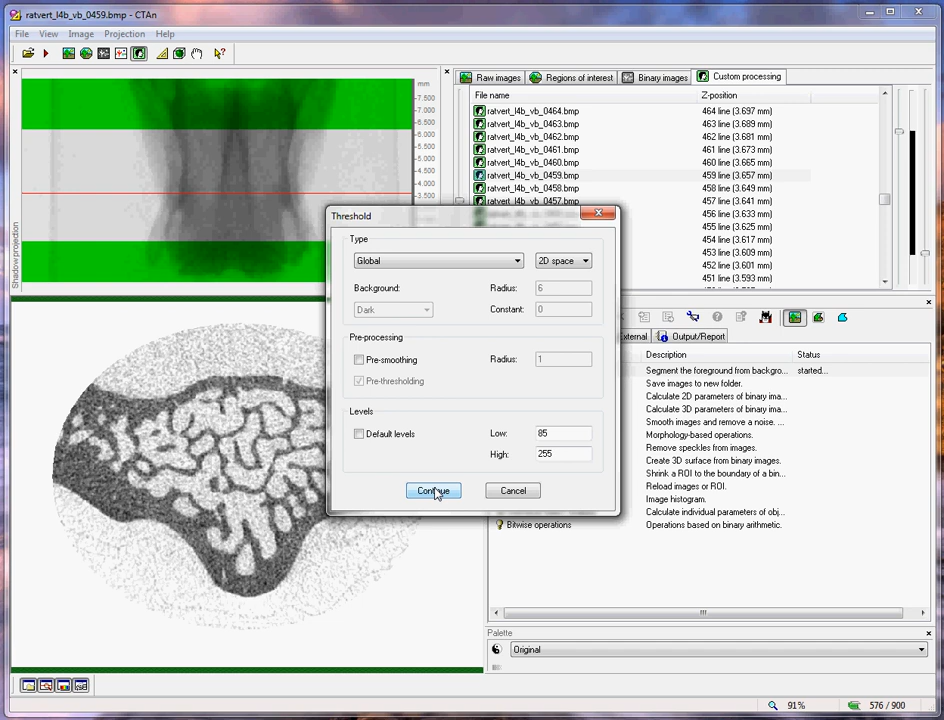 ratvert_l4b_vb_0459.bmp - CTAn
File View Image Projection Help
Raw images Regions of interest Binary images Custom processing
mm
7.500
7.000
6.500
6.000
5.500
5.000
4.500
4.000
3.500
Shadow projection
File name Z-position
ratvert_l4b_vb_0464.bmp 464 line (3.697 mm)
ratvert_l4b_vb_0463.bmp 463 line (3.689 mm)
ratvert_l4b_vb_0462.bmp 462 line (3.681 mm)
ratvert_l4b_vb_0461.bmp 461 line (3.673 mm)
ratvert_l4b_vb_0460.bmp 460 line (3.665 mm)
ratvert_l4b_vb_0459.bmp 459 line (3.657 mm)
ratvert_l4b_vb_0458.bmp 458 line (3.649 mm)
ratvert_l4b_vb_0457.bmp 457 line (3.641 mm)
456 line (3.633 mm)
455 line (3.625 mm)
454 line (3.617 mm)
453 line (3.609 mm)
452 line (3.601 mm)
451 line (3.593 mm)
Threshold
Type
Global 2D space
Background: Radius: 6
Dark Constant: 0
Pre-processing
Pre-smoothing Radius: 1
Pre-thresholding
Levels
Default levels Low: 85
High: 255
Continue Cancel
External Output/Report
Description Status
Segment the foreground from backgro... started...
Save images to new folder.
Calculate 2D parameters of binary ima...
Calculate 3D parameters of binary ima...
Smooth images and remove a noise. ...
Morphology-based operations.
Remove speckles from images.
Create 3D surface from binary images.
Shrink a ROI to the boundary of a bin...
Reload images or ROI.
Image histogram.
Calculate individual parameters of obj...
Bitwise operations Operations based on binary arithmetic.
Palette
Original
91% 576 / 900